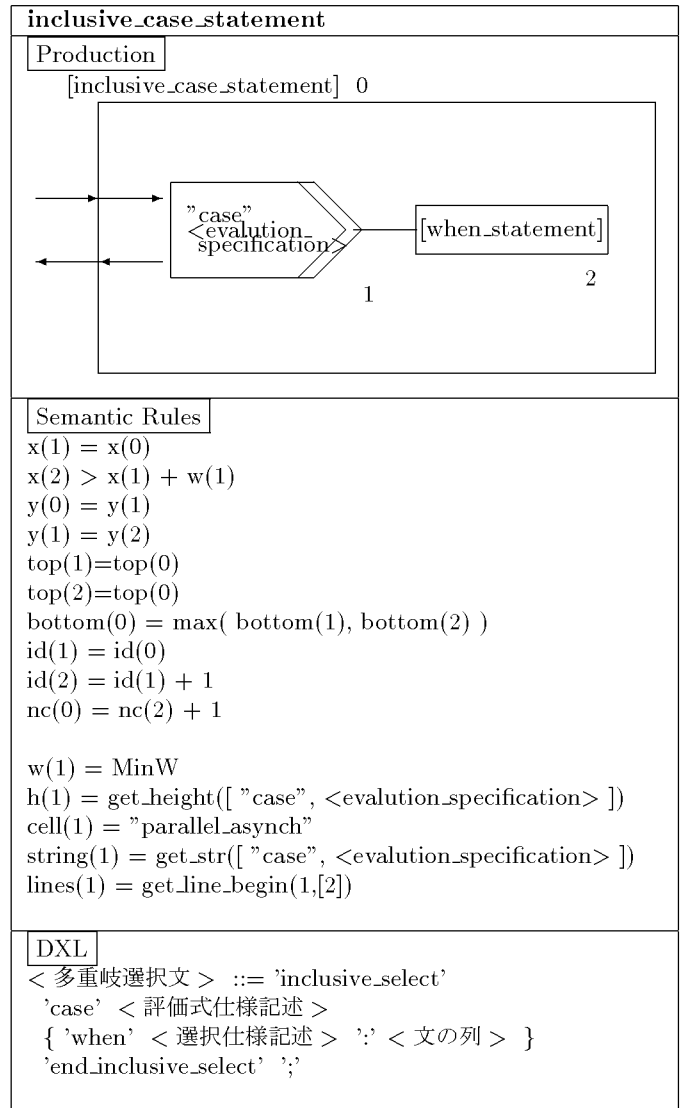 inclusive_case_statement
Production
[inclusive_case_statement] 0
"case"
<evalution_
specification>
[when_statement]
1
2
Semantic Rules
x(1) = x(0)
x(2) > x(1) + w(1)
y(0) = y(1)
y(1) = y(2)
top(1)=top(0)
top(2)=top(0)
bottom(0) = max( bottom(1), bottom(2) )
id(1) = id(0)
id(2) = id(1) + 1
nc(0) = nc(2) + 1
w(1) = MinW
h(1) = get_height([ "case", <evalution_specification> ])
cell(1) = "parallel_asynch"
string(1) = get_str([ "case", <evalution_specification> ])
lines(1) = get_line_begin(1,[2])
DXL
< 多重岐選択文 > ::= 'inclusive_select'
'case' < 評価式仕様記述 >
{ 'when' < 選択仕様記述 > ':' < 文の列 > }
'end_inclusive_select' ';'